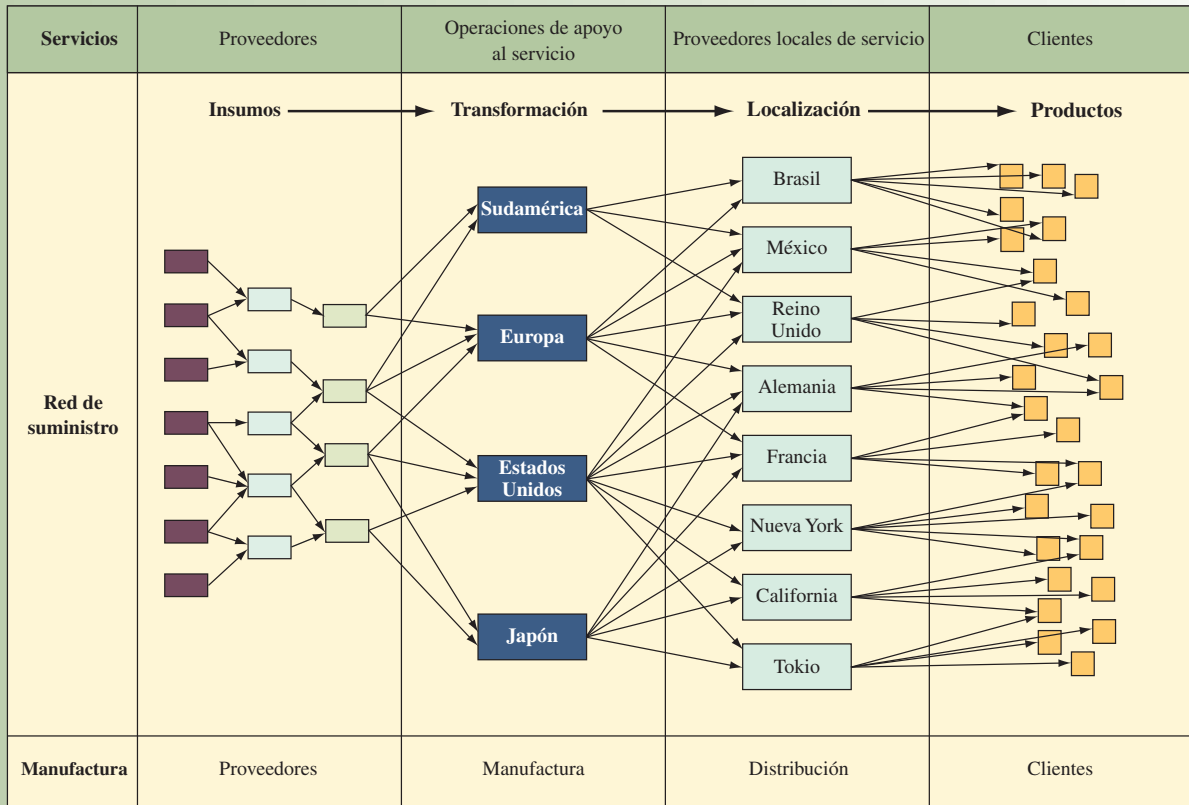 Servicios
Proveedores
Operaciones de apoyo
al servicio
Proveedores locales de servicio
Clientes
Insumos
Transformación
Localización
Productos
Red de
suministro
Sudamérica
Europa
Estados
Unidos
Japón
Brasil
México
Reino
Unido
Alemania
Francia
Nueva York
California
Tokio
Manufactura
Proveedores
Manufactura
Distribución
Clientes